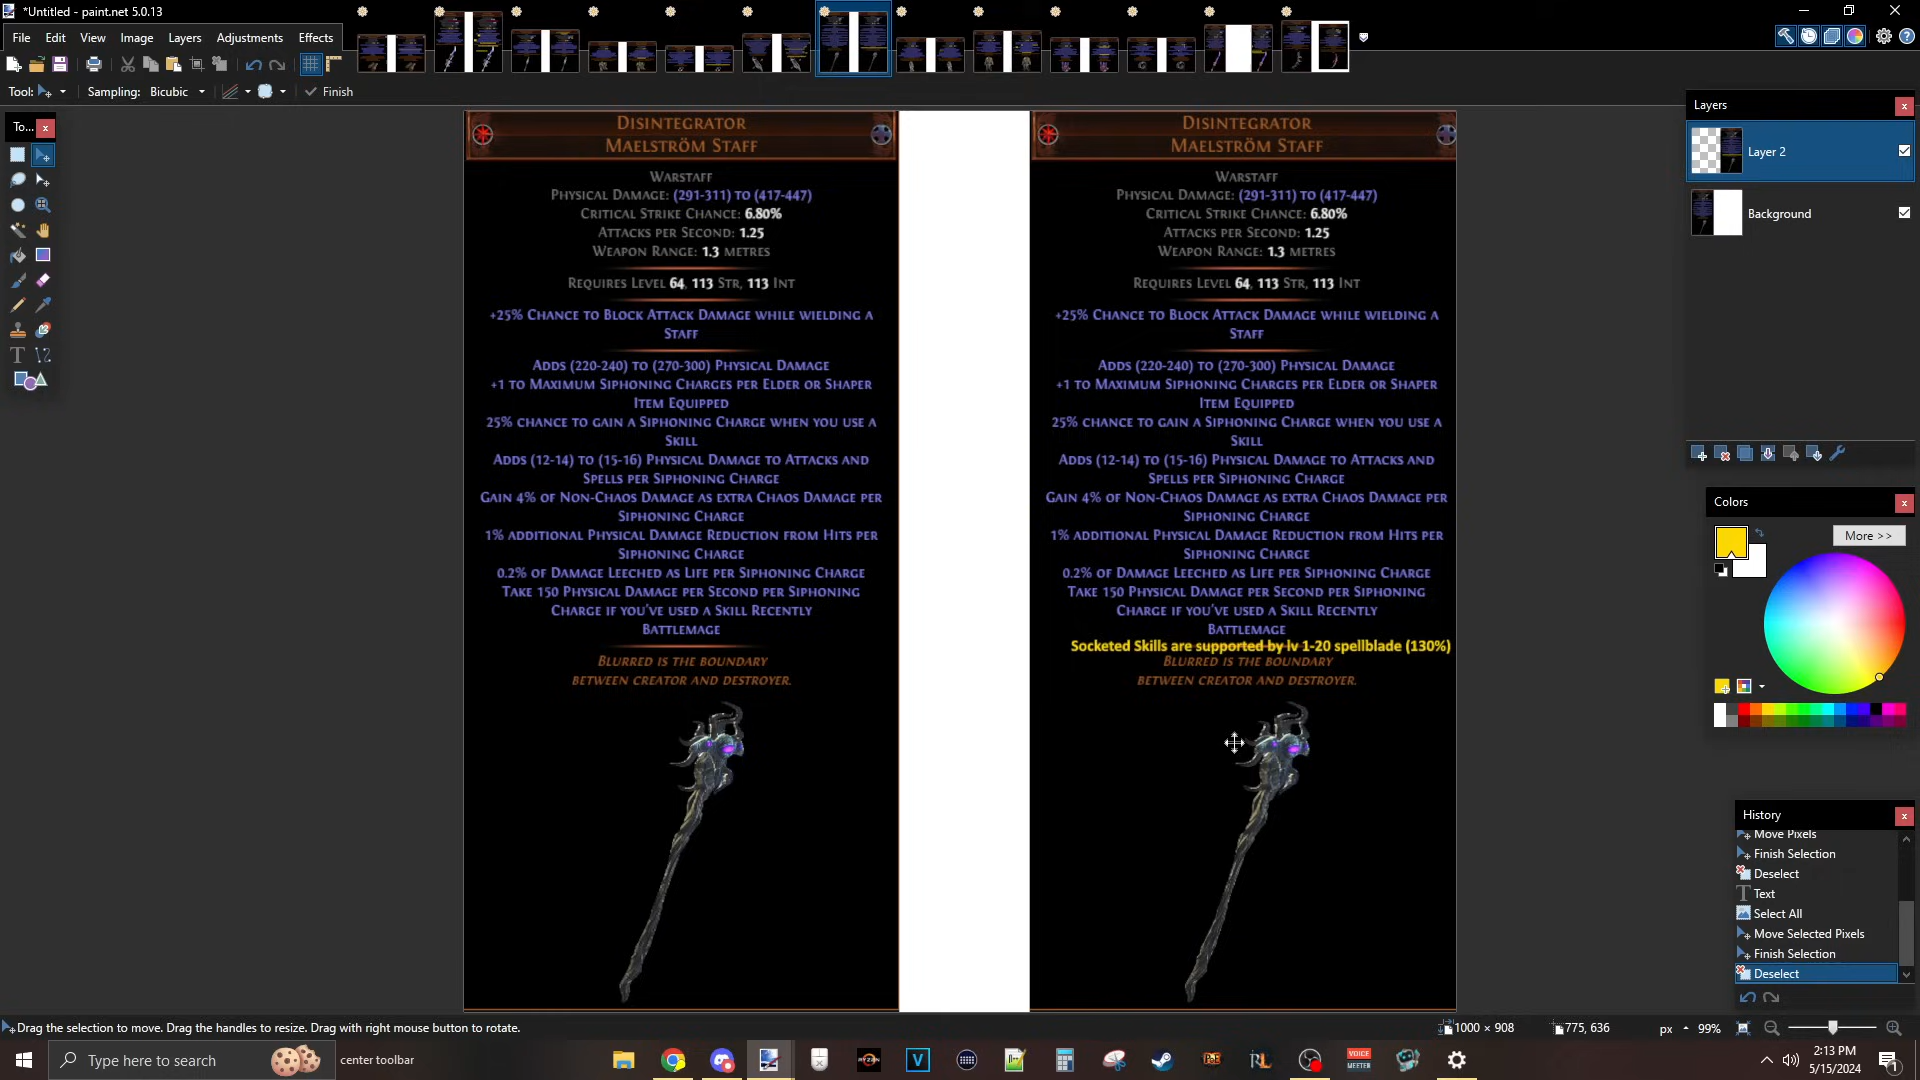 *Untitled - paint.net 5.0.13
File Edit View Image Layers Adjustments Effects
Tool: Sampling: Bicubic Finish
To...
DISINTEGRATOR
MAELSTRÖM STAFF
WARSTAFF
PHYSICAL DAMAGE: (291-311) TO (417-447)
CRITICAL STRIKE CHANCE: 6.80%
ATTACKS PER SECOND: 1.25
WEAPON RANGE: 1.3 METRES
REQUIRES LEVEL 64, 113 STR, 113 INT
+25% CHANCE TO BLOCK ATTACK DAMAGE WHILE WIELDING A
STAFF
ADDS (220-240) TO (270-300) PHYSICAL DAMAGE
+1 TO MAXIMUM SIPHONING CHARGES PER ELDER OR SHAPER
ITEM EQUIPPED
25% CHANCE TO GAIN A SIPHONING CHARGE WHEN YOU USE A
SKILL
ADDS (12-14) TO (15-16) PHYSICAL DAMAGE TO ATTACKS AND
SPELLS PER SIPHONING CHARGE
GAIN 4% OF NON-CHAOS DAMAGE AS EXTRA CHAOS DAMAGE PER
SIPHONING CHARGE
1% ADDITIONAL PHYSICAL DAMAGE REDUCTION FROM HITS PER
SIPHONING CHARGE
0.2% OF DAMAGE LEECHED AS LIFE PER SIPHONING CHARGE
TAKE 150 PHYSICAL DAMAGE PER SECOND PER SIPHONING
CHARGE IF YOU'VE USED A SKILL RECENTLY
BATTLEMAGE
BLURRED IS THE BOUNDARY
BETWEEN CREATOR AND DESTROYER.
DISINTEGRATOR
MAELSTRÖM STAFF
WARSTAFF
PHYSICAL DAMAGE: (291-311) TO (417-447)
CRITICAL STRIKE CHANCE: 6.80%
ATTACKS PER SECOND: 1.25
WEAPON RANGE: 1.3 METRES
REQUIRES LEVEL 64, 113 STR, 113 INT
+25% CHANCE TO BLOCK ATTACK DAMAGE WHILE WIELDING A
STAFF
ADDS (220-240) TO (270-300) PHYSICAL DAMAGE
+1 TO MAXIMUM SIPHONING CHARGES PER ELDER OR SHAPER
ITEM EQUIPPED
25% CHANCE TO GAIN A SIPHONING CHARGE WHEN YOU USE A
SKILL
ADDS (12-14) TO (15-16) PHYSICAL DAMAGE TO ATTACKS AND
SPELLS PER SIPHONING CHARGE
GAIN 4% OF NON-CHAOS DAMAGE AS EXTRA CHAOS DAMAGE PER
SIPHONING CHARGE
1% ADDITIONAL PHYSICAL DAMAGE REDUCTION FROM HITS PER
SIPHONING CHARGE
0.2% OF DAMAGE LEECHED AS LIFE PER SIPHONING CHARGE
TAKE 150 PHYSICAL DAMAGE PER SECOND PER SIPHONING
CHARGE IF YOU'VE USED A SKILL RECENTLY
BATTLEMAGE
Socketed Skills are supported by lv 1-20 spellblade (130%)
BLURRED IS THE BOUNDARY
BETWEEN CREATOR AND DESTROYER.
Layers
Layer 2
Background
Colors
More >>
History
Move Pixels
Finish Selection
Deselect
Text
Select All
Move Selected Pixels
Finish Selection
Deselect
Drag the selection to move. Drag the handles to resize. Drag with right mouse button to rotate.
1000 × 908
775, 636
px
99%
Type here to search
center toolbar
RYZEN
V
VOICE
MEETER
PoE
RL
2:13 PM
5/15/2024
1